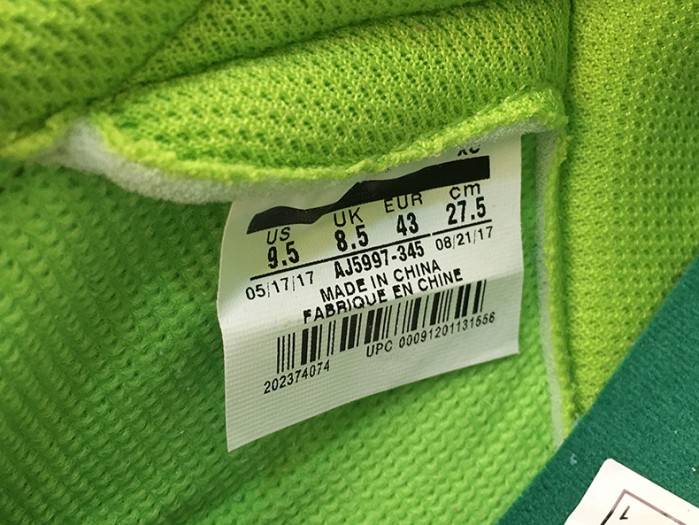 US UK EUR cm
9.5 8.5 43 27.5
05/17/17 AJ5997-345 08/21/17
MADE IN CHINA
FABRIQUE EN CHINE
202374074 UPC 00091201131556